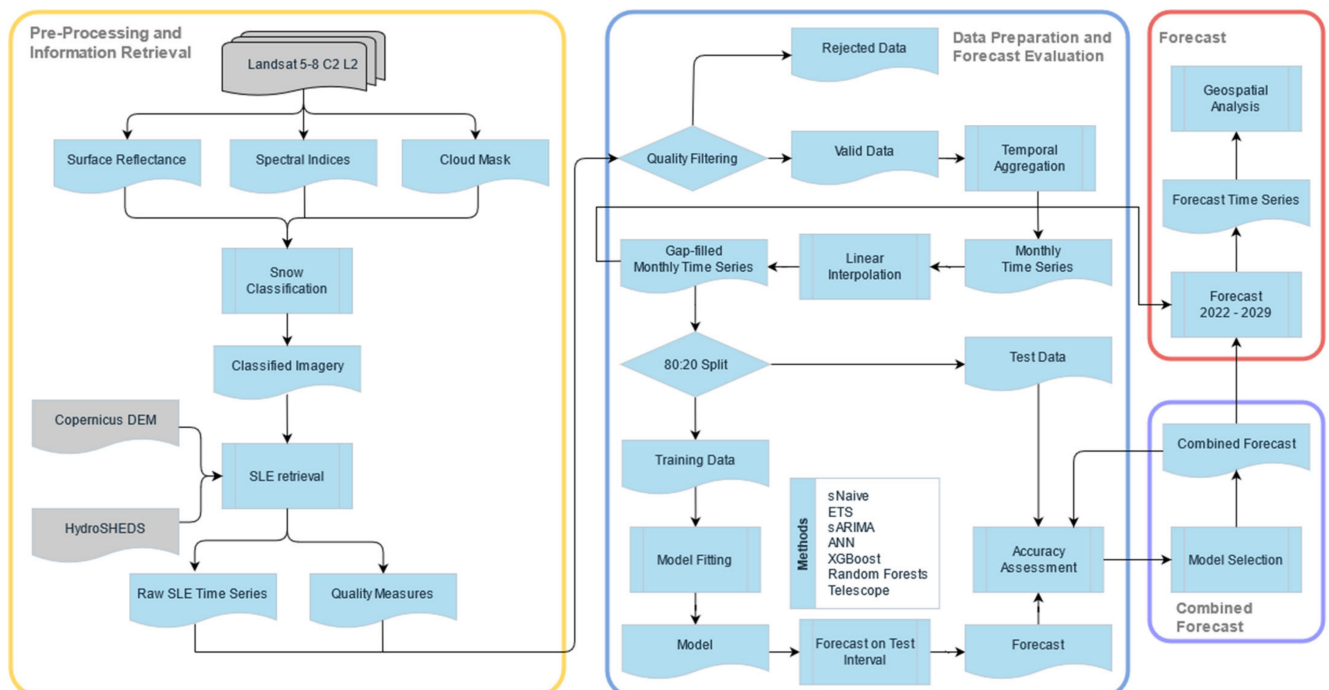 Pre-Processing and
Information Retrieval
Landsat 5-8 C2 L2
Surface Reflectance
Spectral Indices
Cloud Mask
Snow
Classification
Classified Imagery
Copernicus DEM
SLE retrieval
HydroSHEDS
Raw SLE Time Series
Quality Measures
Data Preparation and
Forecast Evaluation
Rejected Data
Quality Filtering
Valid Data
Temporal
Aggregation
Gap-filled
Monthly Time Series
Linear
Interpolation
Monthly
Time Series
80:20 Split
Test Data
Training Data
Methods
sNaive
ETS
sARIMA
ANN
XGBoost
Random Forests
Telescope
Model Fitting
Accuracy
Assessment
Model
Forecast on Test
Interval
Forecast
Forecast
Geospatial
Analysis
Forecast Time Series
Forecast
2022 - 2029
Combined Forecast
Model Selection
Combined
Forecast